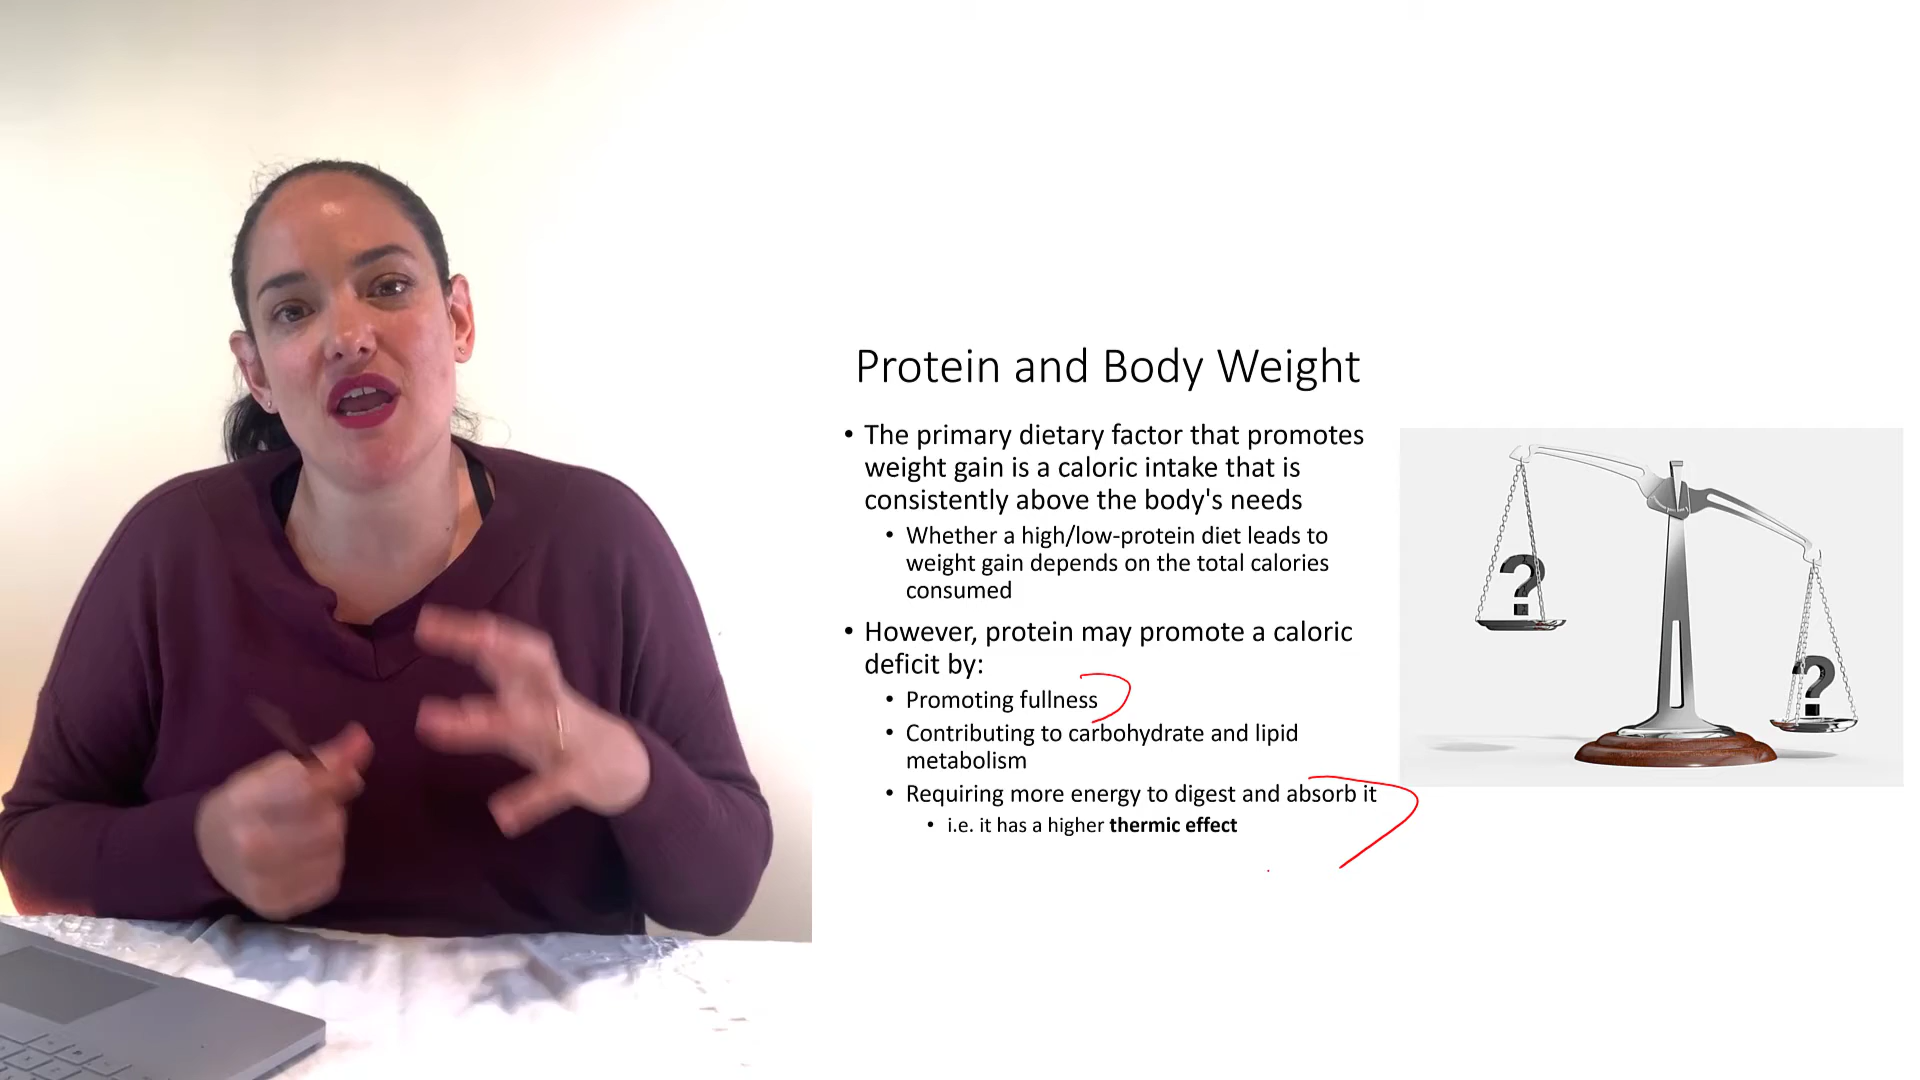 Protein and Body Weight
• The primary dietary factor that promotes
weight gain is a caloric intake that is
consistently above the body's needs
• Whether a high/low-protein diet leads to
weight gain depends on the total calories
consumed
• However, protein may promote a caloric
deficit by:
• Promoting fullness
• Contributing to carbohydrate and lipid
metabolism
• Requiring more energy to digest and absorb it
• i.e. it has a higher thermic effect
?
?